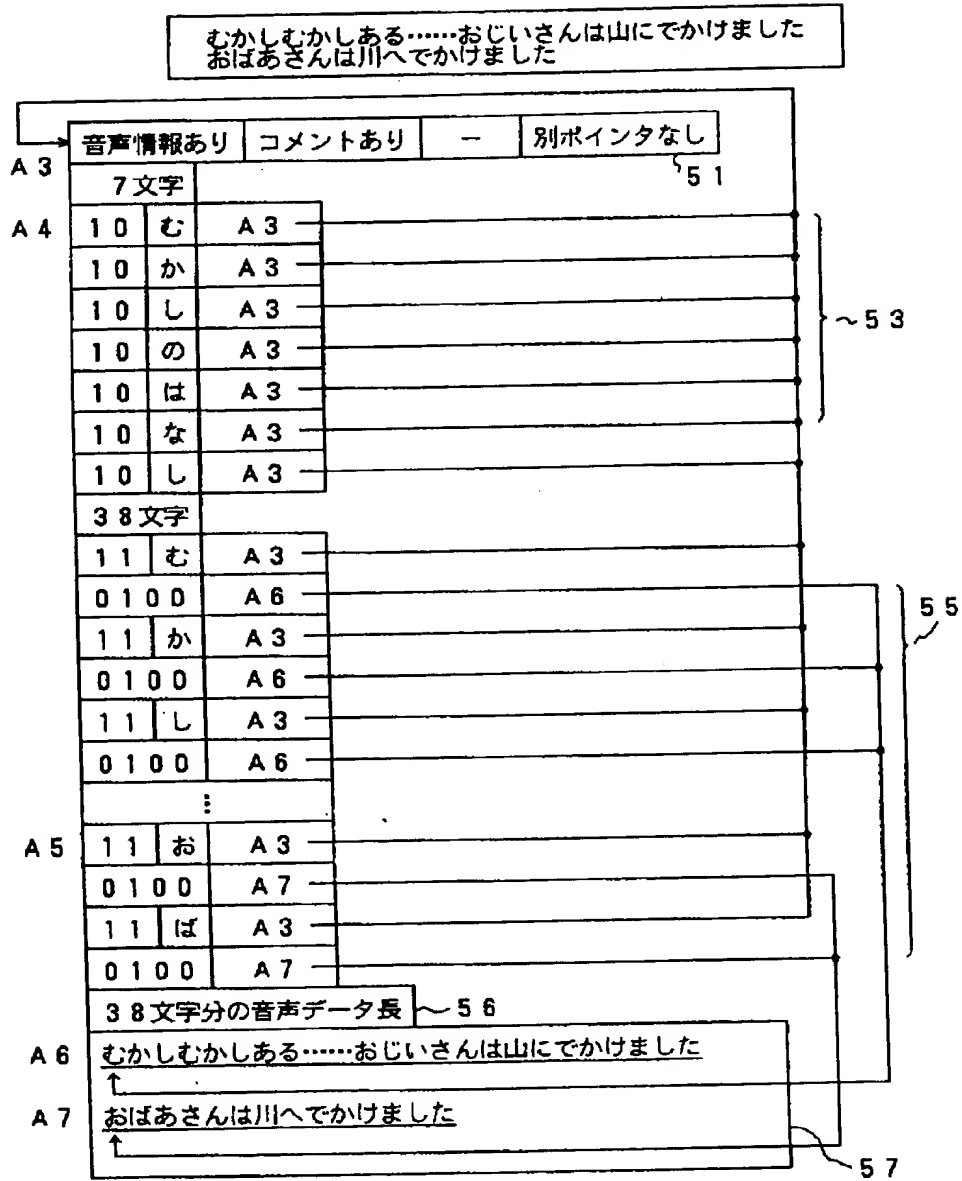 むかしむかしある……おじいさんは山にでかけました
おばあさんは川へでかけました
音声情報あり コメントあり － 別ポインタなし
A3
51
7文字
A4 10 む A3
10 か A3
10 し A3
～53
10 の A3
10 は A3
10 な A3
10 し A3
38文字
11 む A3
0100 A6
55
11 か A3
0100 A6
11 し A3
0100 A6
⋮
A5 11 お A3
0100 A7
11 ば A3
0100 A7
38文字分の音声データ長 ～56
A6 むかしむかしある……おじいさんは山にでかけました
A7 おばあさんは川へでかけました
57